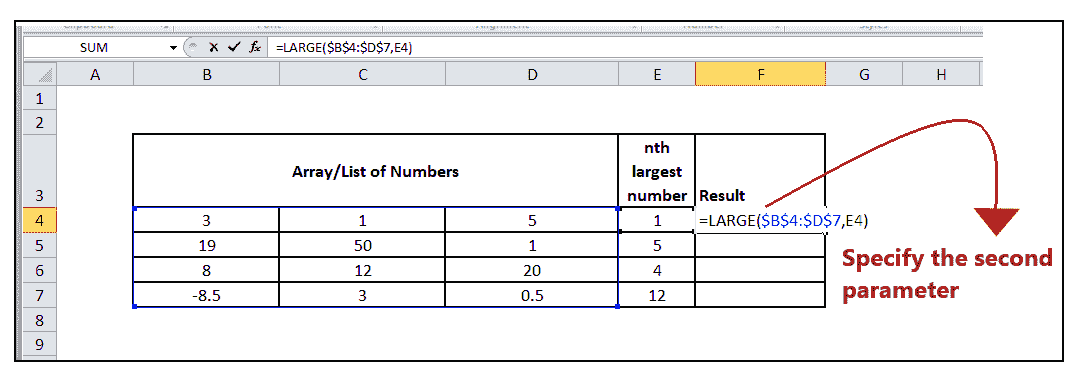 SUM =LARGE($B$4:$D$7,E4)
A B C D E F G H
1
2
3 Array/List of Numbers nth largest number Result
4 3 1 5 1 =LARGE($B$4:$D$7,E4)
5 19 50 1 5
6 8 12 20 4
7 -8.5 3 0.5 12
8
9
Specify the second
parameter